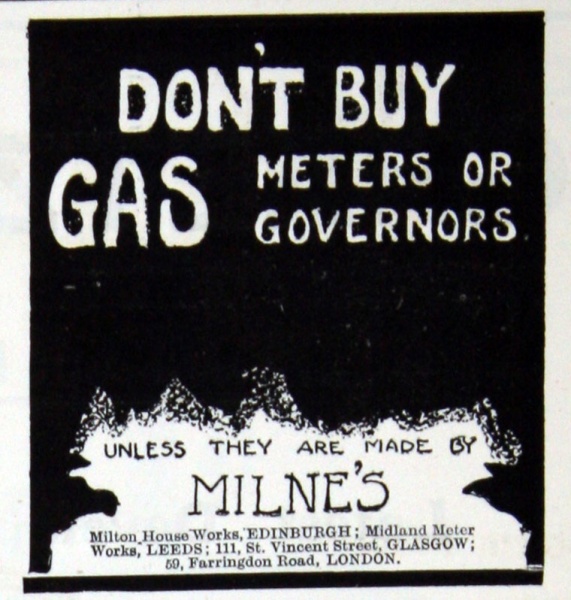 DON'T BUY
GAS METERS OR
GOVERNORS.
UNLESS THEY ARE MADE BY
MILNE'S
Milton House Works, EDINBURGH; Midland Meter
Works, LEEDS; 111, St. Vincent Street, GLASGOW;
59, Farringdon Road, LONDON.